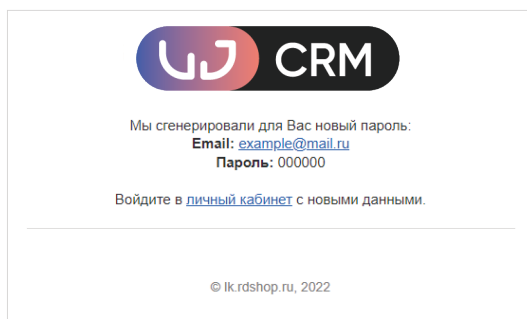 CRM
Мы сгенерировали для Вас новый пароль:
Email: example@mail.ru
Пароль: 000000
Войдите в личный кабинет с новыми данными.
© lk.rdshop.ru, 2022